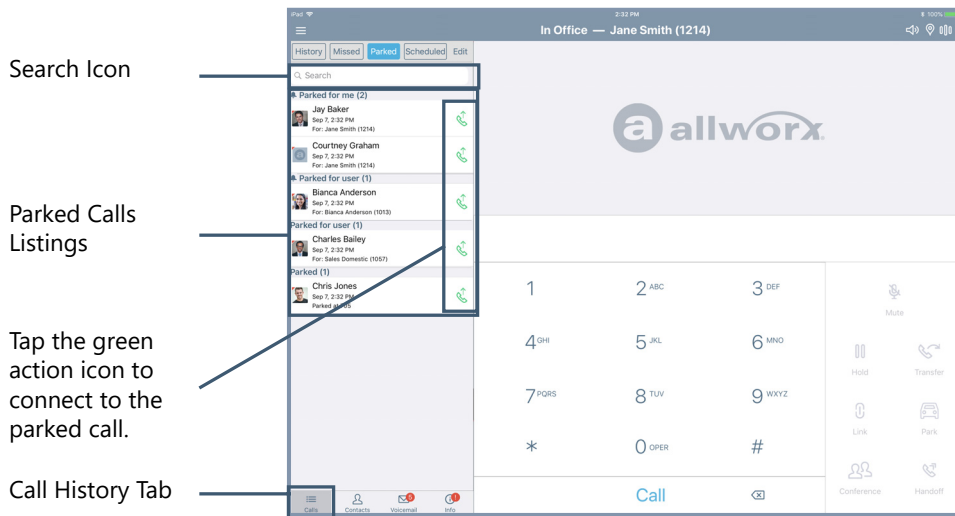 iPad
2:32 PM
100%
In Office — Jane Smith (1214)
History Missed Parked Scheduled Edit
Search
Parked for me (2)
Jay Baker
Sep 7, 2:32 PM
For: Jane Smith (1214)
Courtney Graham
Sep 7, 2:32 PM
For: Jane Smith (1214)
Parked for user (1)
Bianca Anderson
Sep 7, 2:32 PM
For: Bianca Anderson (1013)
Parked for user (1)
Charles Bailey
Sep 7, 2:32 PM
For: Sales Domestic (1057)
Parked (1)
Chris Jones
Sep 7, 2:32 PM
Parked at
Calls Contacts Voicemail Info
5
1
Search Icon
Parked Calls
Listings
Tap the green
action icon to
connect to the
parked call.
Call History Tab
allworx
1 2 ABC 3 DEF
4 GHI 5 JKL 6 MNO
7 PQRS 8 TUV 9 WXYZ
* 0 OPER #
Call
Mute
Hold Transfer
Link Park
Conference Handoff